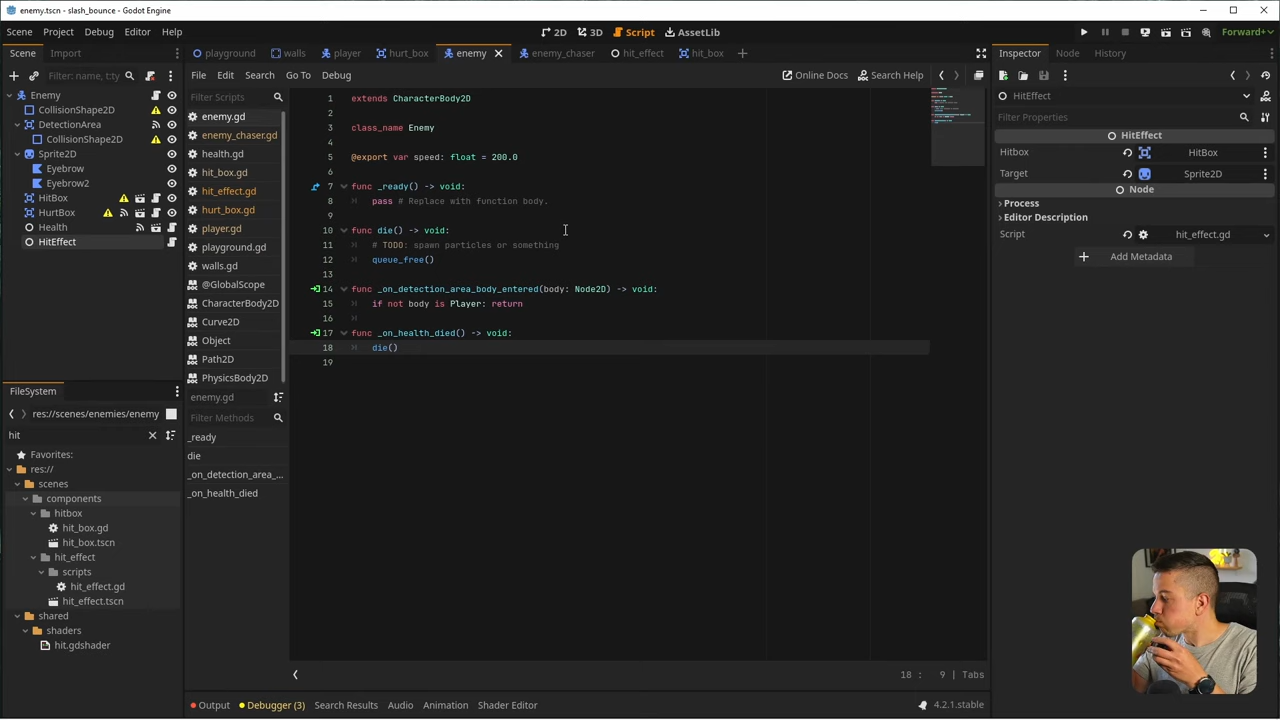 enemy.tscn - slash_bounce - Godot Engine
Scene Project Debug Editor Help
2D 3D Script AssetLib
Forward+
Scene Import
playground walls player hurt_box enemy enemy_chaser hit_effect hit_box
Inspector Node History
Filter: name, t:ty
File Edit Search Go To Debug
Online Docs Search Help
Enemy
CollisionShape2D
DetectionArea
CollisionShape2D
Sprite2D
Eyebrow
Eyebrow2
HitBox
HurtBox
Health
HitEffect
FileSystem
res://scenes/enemies/enemy
hit
Favorites:
res://
scenes
components
hitbox
hit_box.gd
hit_box.tscn
hit_effect
scripts
hit_effect.gd
hit_effect.tscn
shared
shaders
hit.gdshader
Filter Scripts
enemy.gd
enemy_chaser.gd
health.gd
hit_box.gd
hit_effect.gd
hurt_box.gd
player.gd
playground.gd
walls.gd
@GlobalScope
CharacterBody2D
Curve2D
Object
Path2D
PhysicsBody2D
enemy.gd
Filter Methods
_ready
die
_on_detection_area_...
_on_health_died
1 extends CharacterBody2D
2
3 class_name Enemy
4
5 @export var speed: float = 200.0
6
7 func _ready() -> void:
8 pass # Replace with function body.
9
10 func die() -> void:
11 # TODO: spawn particles or something
12 queue_free()
13
14 func _on_detection_area_body_entered(body: Node2D) -> void:
15 if not body is Player: return
16
17 func _on_health_died() -> void:
18 die()
19
18 : 9 | Tabs
Output Debugger (3) Search Results Audio Animation Shader Editor
4.2.1.stable
HitEffect
Filter Properties
HitEffect
Hitbox HitBox
Target Sprite2D
Node
Process
Editor Description
Script hit_effect.gd
Add Metadata